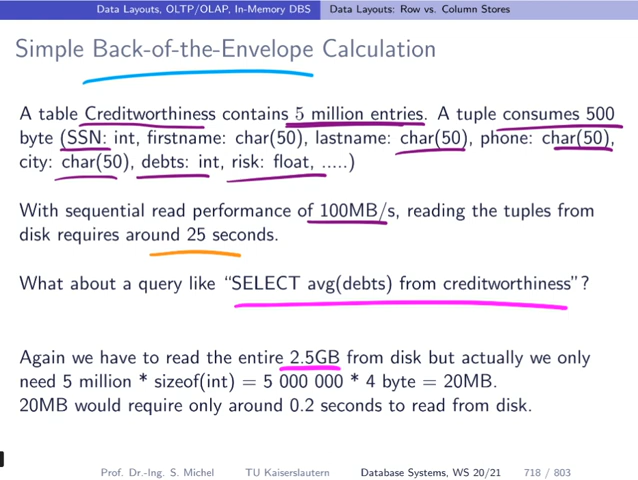 Data Layouts, OLTP/OLAP, In-Memory DBS Data Layouts: Row vs. Column Stores
Simple Back-of-the-Envelope Calculation
A table Creditworthiness contains 5 million entries. A tuple consumes 500
byte (SSN: int, firstname: char(50), lastname: char(50), phone: char(50),
city: char(50), debts: int, risk: float, .....)
With sequential read performance of 100MB/s, reading the tuples from
disk requires around 25 seconds.
What about a query like “SELECT avg(debts) from creditworthiness”?
Again we have to read the entire 2.5GB from disk but actually we only
need 5 million * sizeof(int) = 5 000 000 * 4 byte = 20MB.
20MB would require only around 0.2 seconds to read from disk.
Prof. Dr.-Ing. S. Michel TU Kaiserslautern Database Systems, WS 20/21 718 / 803